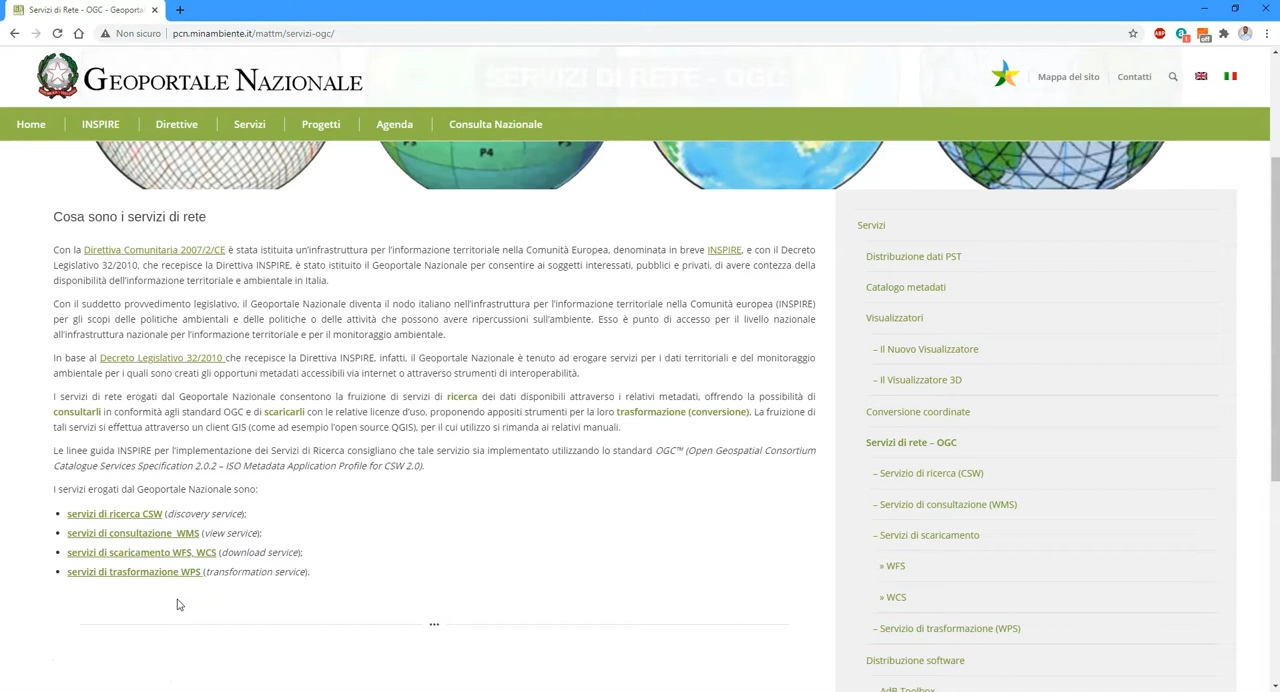 Servizi di Rete - OGC - Geoporta
Non sicuro
pcn.minambiente.it/mattm/servizi-ogc/
ABP
1
off
GEOPORTALE NAZIONALE
SERVIZI DI RETE - OGC
Mappa del sito
Contatti
Home
INSPIRE
Direttive
Servizi
Progetti
Agenda
Consulta Nazionale
P4
Cosa sono i servizi di rete
Con la Direttiva Comunitaria 2007/2/CE è stata istituita un'infrastruttura per l'informazione territoriale nella Comunità Europea, denominata in breve INSPIRE, e con il Decreto
Legislativo 32/2010, che recepisce la Direttiva INSPIRE, è stato istituito il Geoportale Nazionale per consentire ai soggetti interessati, pubblici e privati, di avere contezza della
disponibilità dell'informazione territoriale e ambientale in Italia.
Con il suddetto provvedimento legislativo, il Geoportale Nazionale diventa il nodo italiano nell'infrastruttura per l'informazione territoriale nella Comunità europea (INSPIRE)
per gli scopi delle politiche ambientali e delle politiche o delle attività che possono avere ripercussioni sull'ambiente. Esso è punto di accesso per il livello nazionale
all'infrastruttura nazionale per l'informazione territoriale e per il monitoraggio ambientale.
In base al Decreto Legislativo 32/2010 che recepisce la Direttiva INSPIRE, infatti, il Geoportale Nazionale è tenuto ad erogare servizi per i dati territoriali e del monitoraggio
ambientale per i quali sono creati gli opportuni metadati accessibili via internet o attraverso strumenti di interoperabilità.
I servizi di rete erogati dal Geoportale Nazionale consentono la fruizione di servizi di ricerca dei dati disponibili attraverso i relativi metadati, offrendo la possibilità di
consultarli in conformità agli standard OGC e di scaricarli con le relative licenze d'uso, proponendo appositi strumenti per la loro trasformazione (conversione). La fruizione di
tali servizi si effettua attraverso un client GIS (come ad esempio l'open source QGIS), per il cui utilizzo si rimanda ai relativi manuali.
Le linee guida INSPIRE per l'implementazione dei Servizi di Ricerca consigliano che tale servizio sia implementato utilizzando lo standard OGC™ (Open Geospatial Consortium
Catalogue Services Specification 2.0.2 – ISO Metadata Application Profile for CSW 2.0).
I servizi erogati dal Geoportale Nazionale sono:
• servizi di ricerca CSW (discovery service);
• servizi di consultazione WMS (view service);
• servizi di scaricamento WFS, WCS (download service);
• servizi di trasformazione WPS (transformation service).
Servizi
Distribuzione dati PST
Catalogo metadati
Visualizzatori
– Il Nuovo Visualizzatore
– Il Visualizzatore 3D
Conversione coordinate
Servizi di rete – OGC
– Servizio di ricerca (CSW)
– Servizio di consultazione (WMS)
– Servizi di scaricamento
» WFS
» WCS
– Servizio di trasformazione (WPS)
Distribuzione software
AdB Toolbox